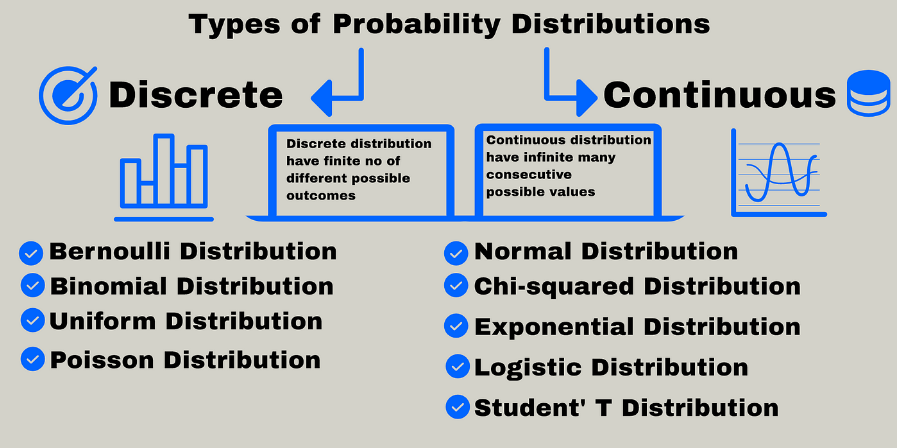 Types of Probability Distributions
Discrete
Continuous
Discrete distribution
have finite no of
different possible
outcomes
Continuous distribution
have infinite many
consecutive
possible values
Bernoulli Distribution
Binomial Distribution
Uniform Distribution
Poisson Distribution
Normal Distribution
Chi-squared Distribution
Exponential Distribution
Logistic Distribution
Student' T Distribution